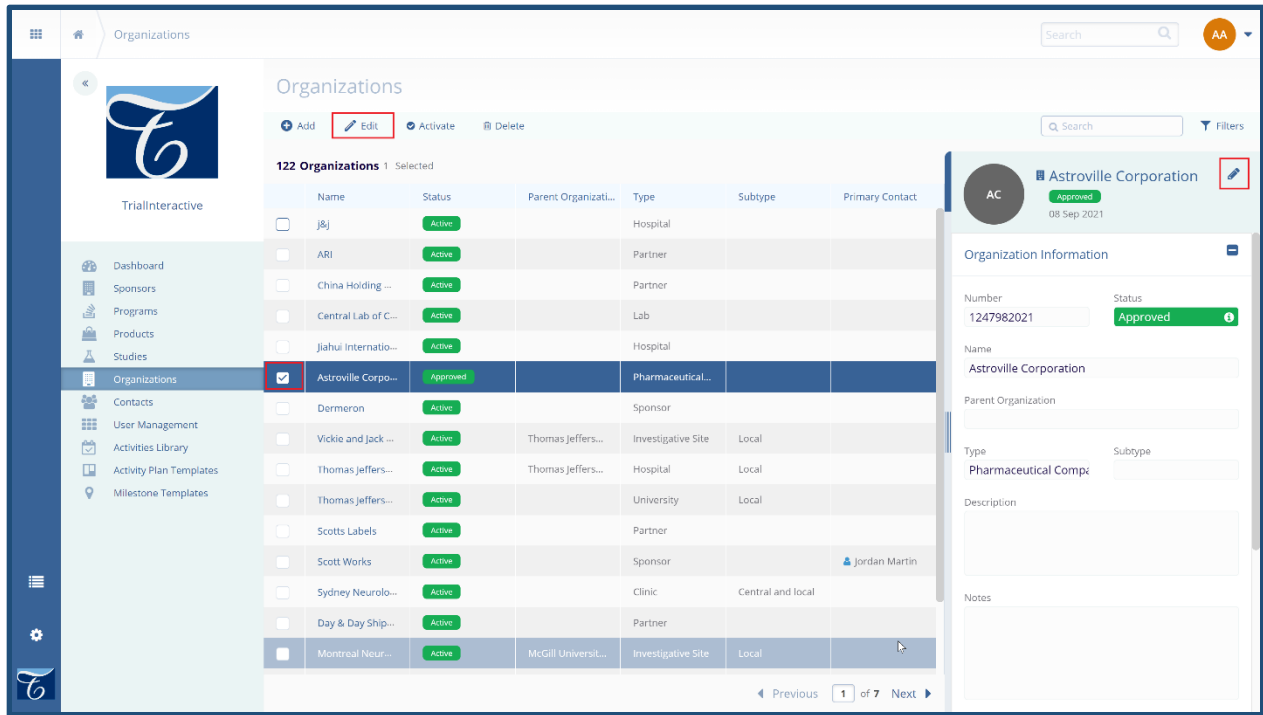 Organizations
Search
AA
TrialInteractive
Dashboard
Sponsors
Programs
Products
Studies
Organizations
Contacts
User Management
Activities Library
Activity Plan Templates
Milestone Templates
Organizations
Add Edit Activate Delete
Search Filters
122 Organizations 1 Selected
Name Status Parent Organizati... Type Subtype Primary Contact
j&j Active Hospital
ARI Active Partner
China Holding ... Active Partner
Central Lab of C... Active Lab
Jiahui Internatio... Active Hospital
Astroville Corpo... Approved Pharmaceutical...
Dermeron Active Sponsor
Vickie and Jack ... Active Thomas Jeffers... Investigative Site Local
Thomas Jeffers... Active Thomas Jeffers... Hospital Local
Thomas Jeffers... Active University Local
Scotts Labels Active Partner
Scott Works Active Sponsor Jordan Martin
Sydney Neurolo... Active Clinic Central and local
Day & Day Ship... Active Partner
Montreal Neur... Active McGill Universit... Investigative Site Local
Previous 1 of 7 Next
AC
Astroville Corporation
Approved
08 Sep 2021
Organization Information
Number Status
1247982021 Approved
Name
Astroville Corporation
Parent Organization
Type Subtype
Pharmaceutical Compa
Description
Notes